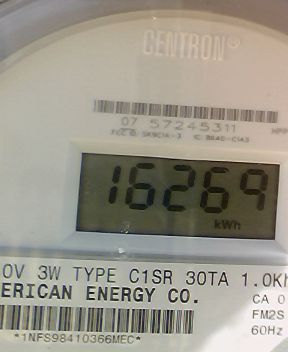 CENTRON®
07 57245311
16269
kWh
0V 3W TYPE C1SR 30TA 1.0Kh
ERICAN ENERGY CO.
CA 0
FM2S
60Hz
*1NFS98410366MEC*